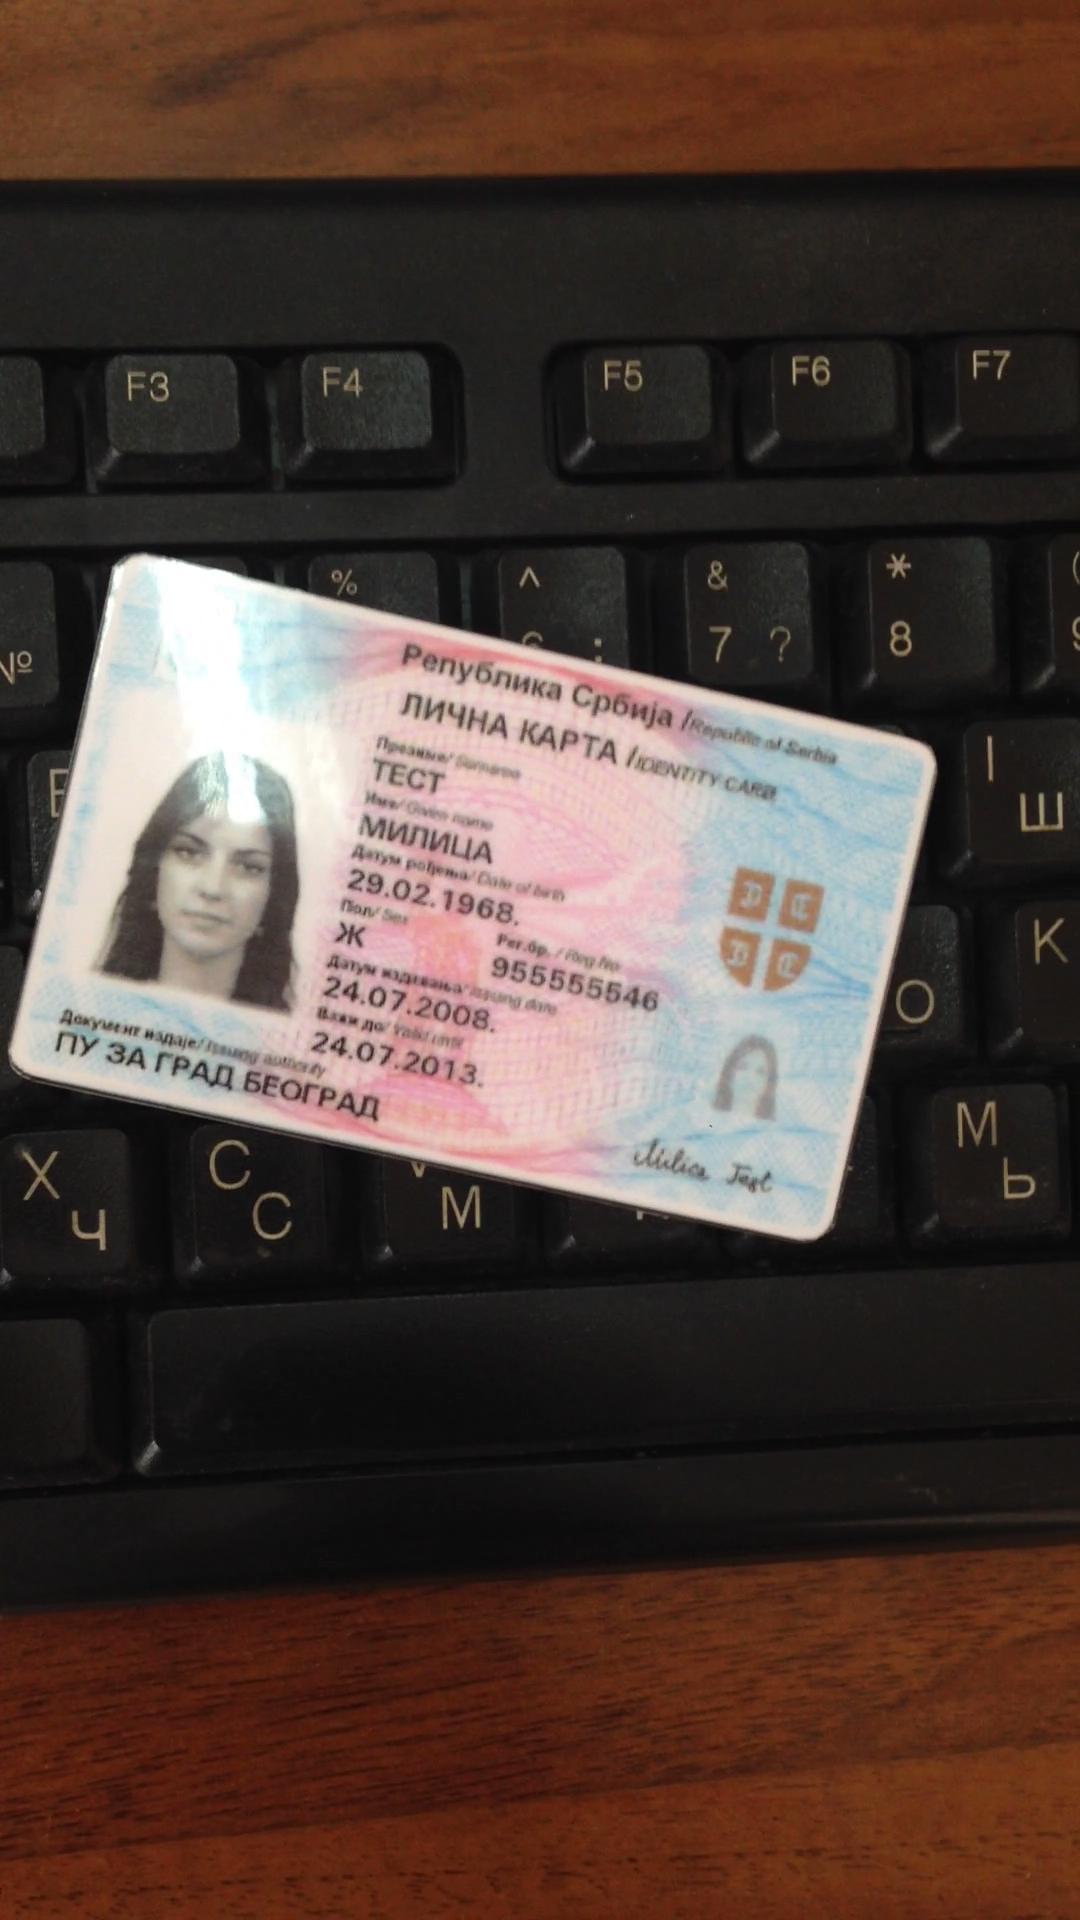 F3 F4 F5 F6 F7
% ^ & *
№ : 7 ? 8
Република Србија / Republic of Serbia
ЛИЧНА КАРТА / IDENTITY CARD
Презиме/ Surname
ТЕСТ
Име/ Given name
МИЛИЦА
Датум рођења/ Date of birth
29.02.1968.
Пол/ Sex
Ж
Рег.бр. / Reg.No
955555546
Датум издавања/ Issuing date
24.07.2008.
Важи до/ Valid until
24.07.2013.
Документ издаје/ Issuing authority
ПУ ЗА ГРАД БЕОГРАД
Milica Test
Ш
O K
X C M
Ч С М Ь